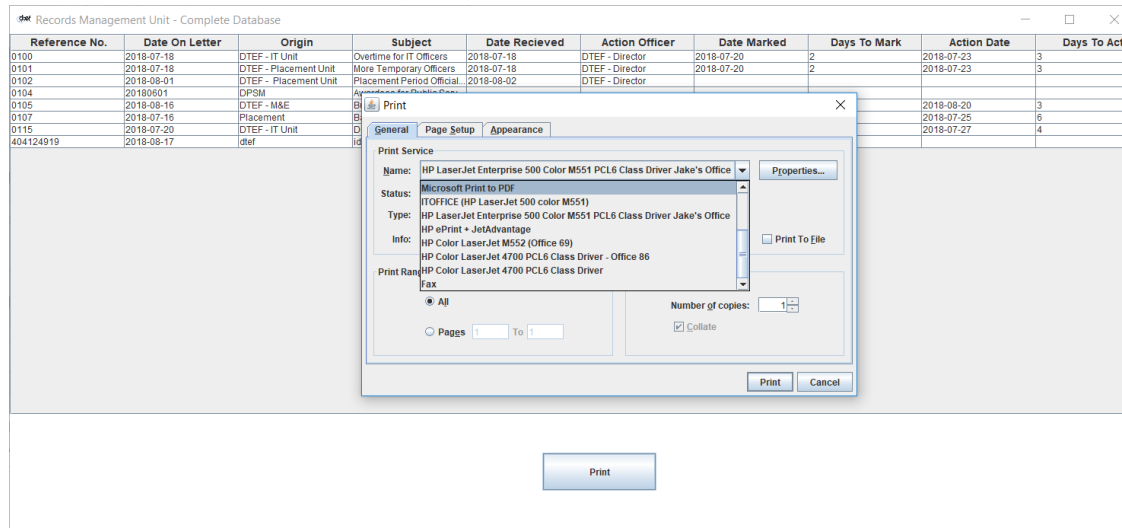 dtef Records Management Unit - Complete Database
Reference No. Date On Letter Origin Subject Date Recieved Action Officer Date Marked Days To Mark Action Date Days To Act
0100 2018-07-18 DTEF - IT Unit Overtime for IT Officers 2018-07-18 DTEF - Director 2018-07-20 2 2018-07-23 3
0101 2018-07-18 DTEF - Placement Unit More Temporary Officers 2018-07-18 DTEF - Director 2018-07-20 2 2018-07-23 3
0102 2018-08-01 DTEF - Placement Unit Placement Period Official... 2018-08-02 DTEF - Director
0104 20180601 DPSM
0105 2018-08-16 DTEF - M&E 2018-08-20 3
0107 2018-07-16 Placement 2018-07-25 6
0115 2018-07-20 DTEF - IT Unit 2018-07-27 4
404124919 2018-08-17 dtef
Print
General Page Setup Appearance
Print Service
Name: HP LaserJet Enterprise 500 Color M551 PCL6 Class Driver Jake's Office Properties...
Status: Microsoft Print to PDF
ITOFFICE (HP LaserJet 500 color M551)
Type: HP LaserJet Enterprise 500 Color M551 PCL6 Class Driver Jake's Office
HP ePrint + JetAdvantage
Info: HP Color LaserJet M552 (Office 69) Print To File
HP Color LaserJet 4700 PCL6 Class Driver - Office 86
Print Rang HP Color LaserJet 4700 PCL6 Class Driver
Fax
All
Number of copies: 1
Pages 1 To 1
Collate
Print Cancel
Print